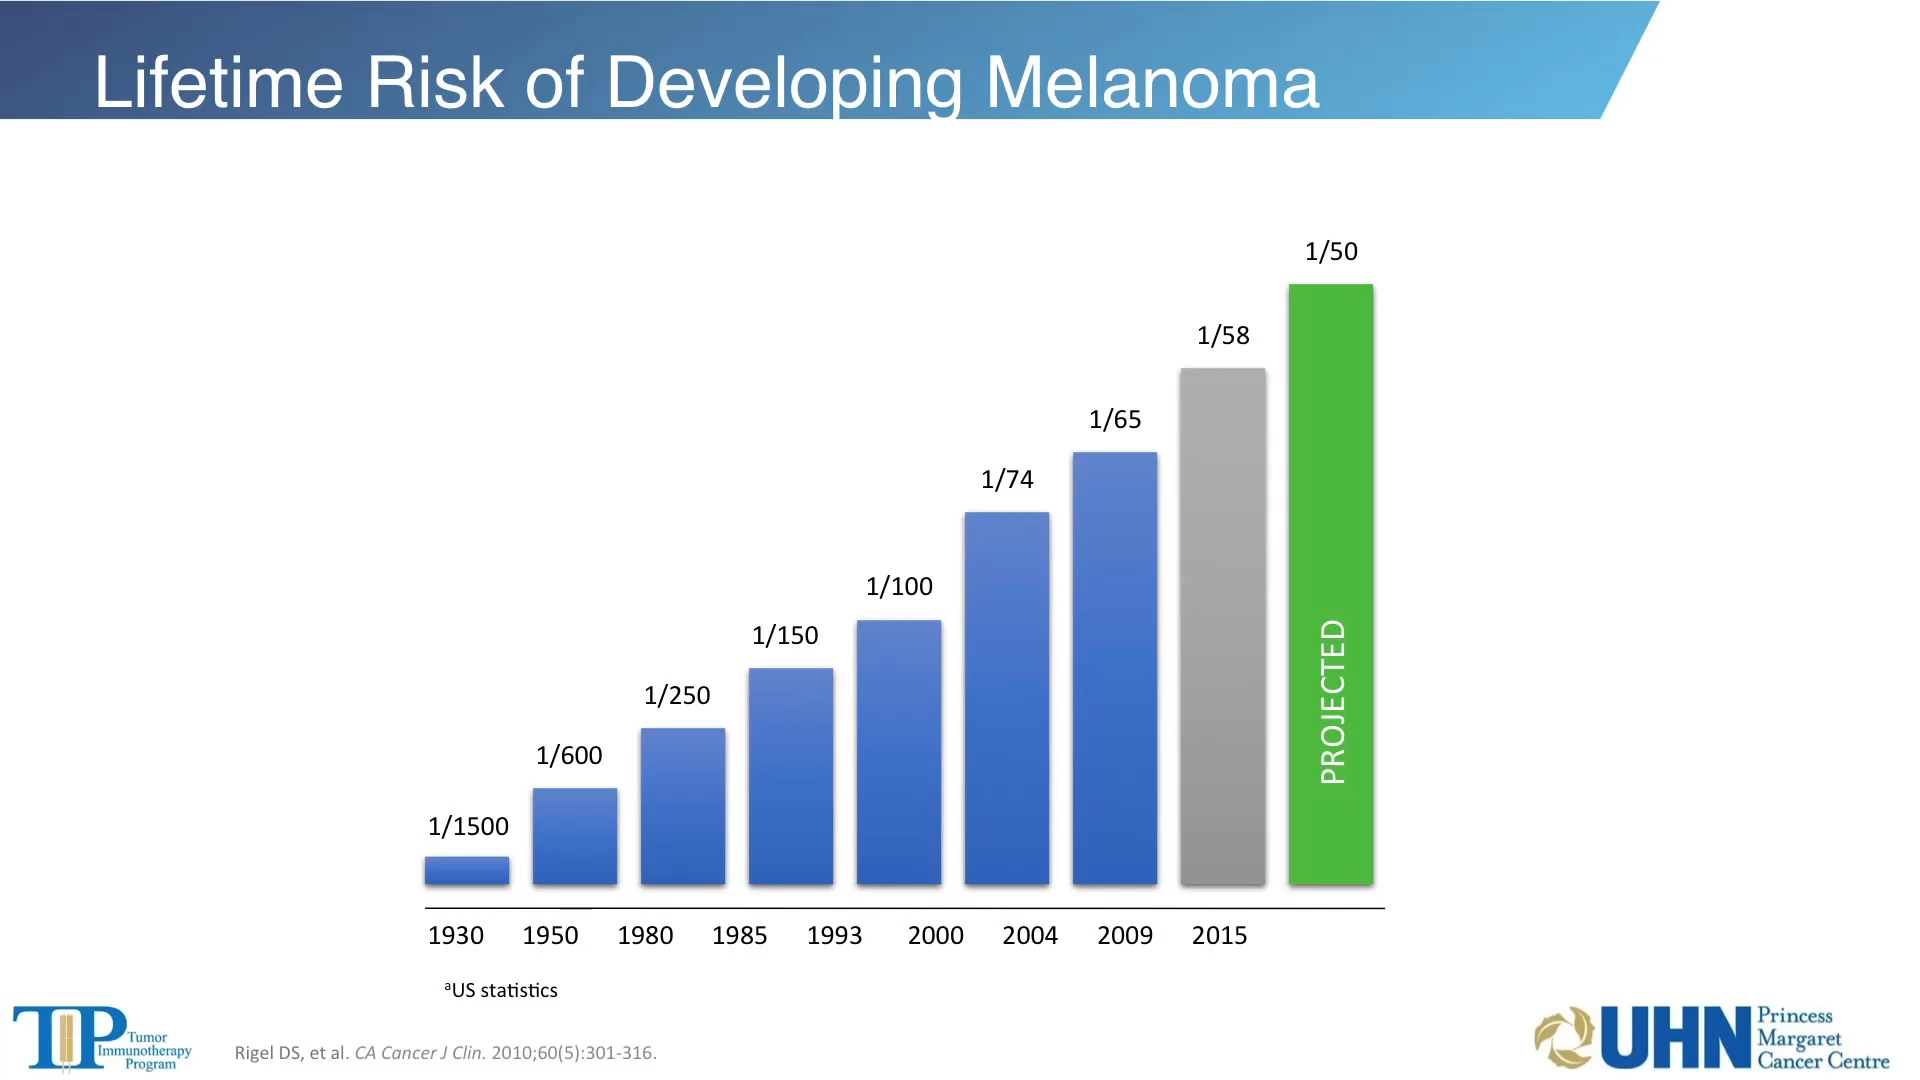 Lifetime Risk of Developing Melanoma
1/50
1/58
1/65
1/74
1/100
1/150
1/250
1/600
1/1500
PROJECTED
1930 1950 1980 1985 1993 2000 2004 2009 2015
ᵃUS statistics
TIP Tumor
Immunotherapy
Program
Rigel DS, et al. CA Cancer J Clin. 2010;60(5):301-316.
UHN Princess
Margaret
Cancer Centre